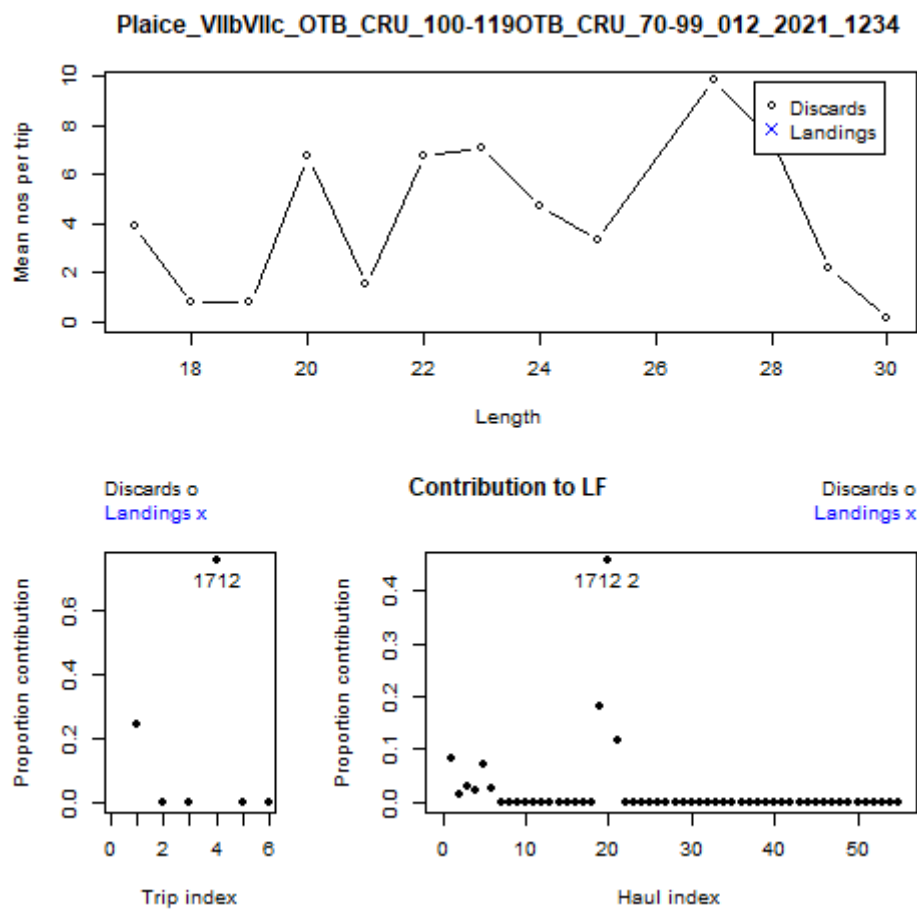 Plaice_VIIbVIIc_OTB_CRU_100-119OTB_CRU_70-99_012_2021_1234
Mean nos per trip
10
8
6
4
2
0
Discards
Landings
18 20 22 24 26 28 30
Length
Discards o
Landings x
Contribution to LF
Discards o
Landings x
Proportion contribution
0.6
0.4
0.2
0.0
1712
0 2 4 6
Trip index
Proportion contribution
0.4
0.3
0.2
0.1
0.0
1712 2
0 10 20 30 40 50
Haul index